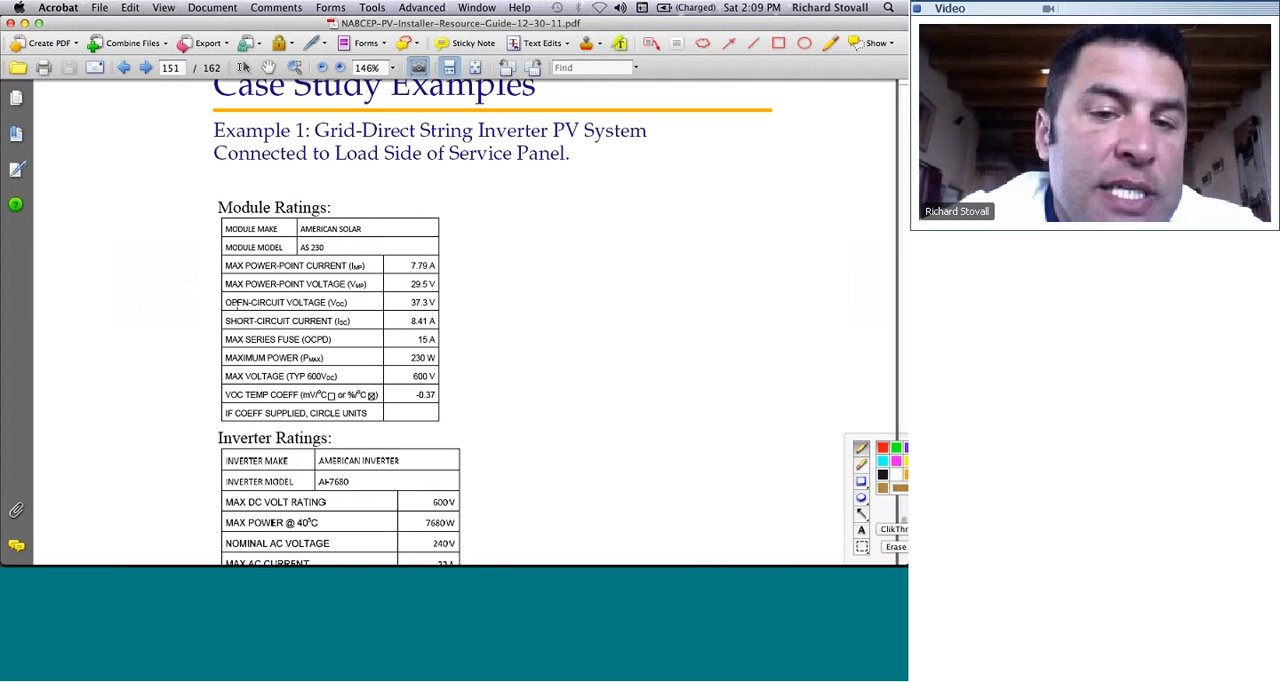 Acrobat File Edit View Document Comments Forms Tools Advanced Window Help (Charged) Sat 2:09 PM Richard Stovall
NABCEP-PV-Installer-Resource-Guide-12-30-11.pdf
Create PDF Combine Files Export Forms Sticky Note Text Edits Show
151 / 162 146% Find
Case Study Examples
Example 1: Grid-Direct String Inverter PV System
Connected to Load Side of Service Panel.
Module Ratings:
MODULE MAKE AMERICAN SOLAR
MODULE MODEL AS 230
MAX POWER-POINT CURRENT (IMP) 7.79 A
MAX POWER-POINT VOLTAGE (VMP) 29.5 V
OPEN-CIRCUIT VOLTAGE (VOC) 37.3 V
SHORT-CIRCUIT CURRENT (ISC) 8.41 A
MAX SERIES FUSE (OCPD) 15 A
MAXIMUM POWER (PMAX) 230 W
MAX VOLTAGE (TYP 600VDC) 600 V
VOC TEMP COEFF (mV/°C☐ or %/°C ☒) -0.37
IF COEFF SUPPLIED, CIRCLE UNITS
Inverter Ratings:
INVERTER MAKE AMERICAN INVERTER
INVERTER MODEL AI-7680
MAX DC VOLT RATING 600 V
MAX POWER @ 40°C 7680 W
NOMINAL AC VOLTAGE 240 V
MAX AC CURRENT
A
ClikThr
Erase
Video
Richard Stovall